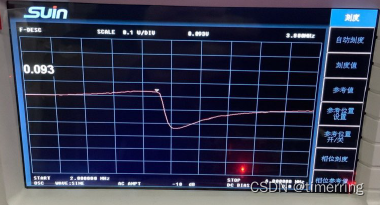 SUIN
刻度
F-DESC SCALE 0.1 V/DIV 0.093V 3.000MHz
自动刻度
0.093
刻度值
参考值
参考位置
设置
参考位置
开/关
相位刻度
START 2.000000 MHz STOP 4.000000 MHz
OSC WAVE:SINE AC AMPT -10 dB DC BIAS
相位参考值
CSDN @timerring